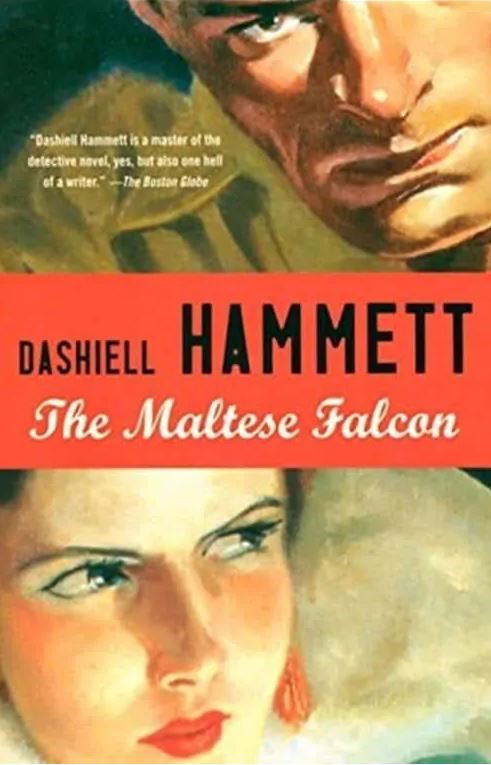 "Dashiell Hammett is a master of the
detective novel, yes, but also one hell
of a writer." —The Boston Globe
DASHIELL HAMMETT
The Maltese Falcon